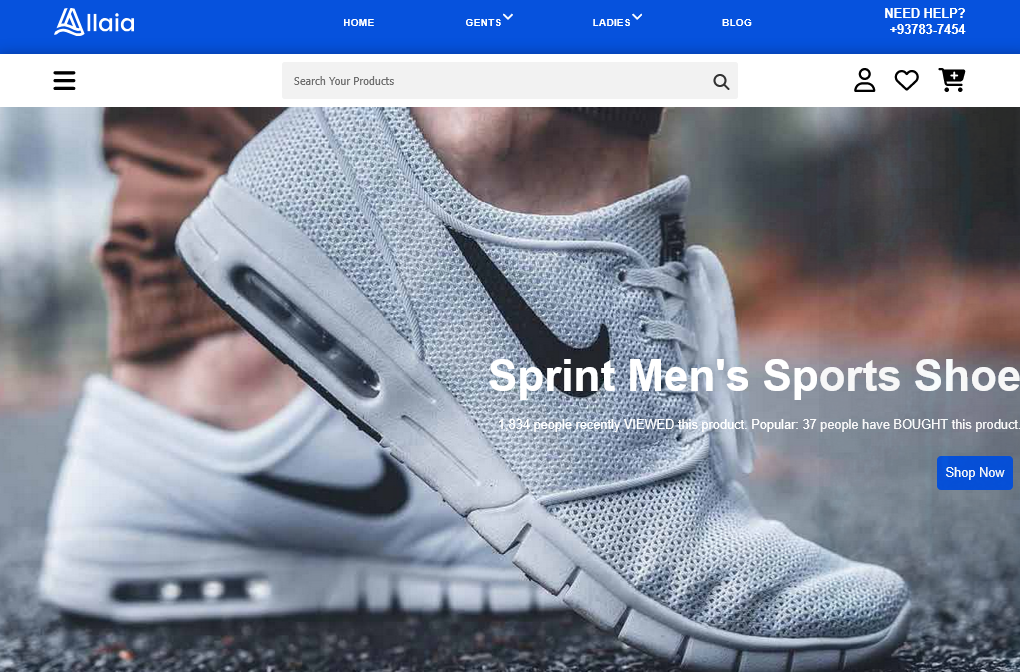 Allaia
HOME
GENTS
LADIES
BLOG
NEED HELP?
+93783-7454
Search Your Products
Sprint Men's Sports Shoe
1,834 people recently VIEWED this product. Popular: 37 people have BOUGHT this product.
Shop Now